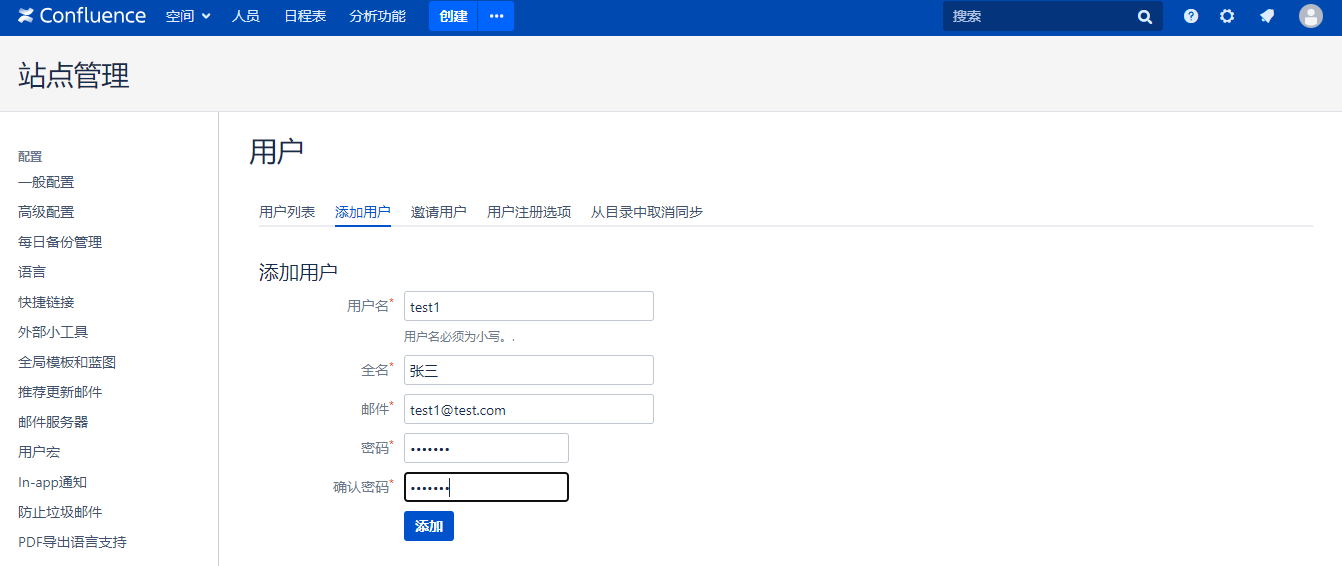 Confluence 空间 人员 日程表 分析功能 创建 ··· 搜索
站点管理
配置
一般配置
高级配置
每日备份管理
语言
快捷链接
外部小工具
全局模板和蓝图
推荐更新邮件
邮件服务器
用户宏
In-app通知
防止垃圾邮件
PDF导出语言支持
用户
用户列表 添加用户 邀请用户 用户注册选项 从目录中取消同步
添加用户
用户名* test1
用户名必须为小写。.
全名* 张三
邮件* test1@test.com
密码* •••••••
确认密码* •••••••
添加